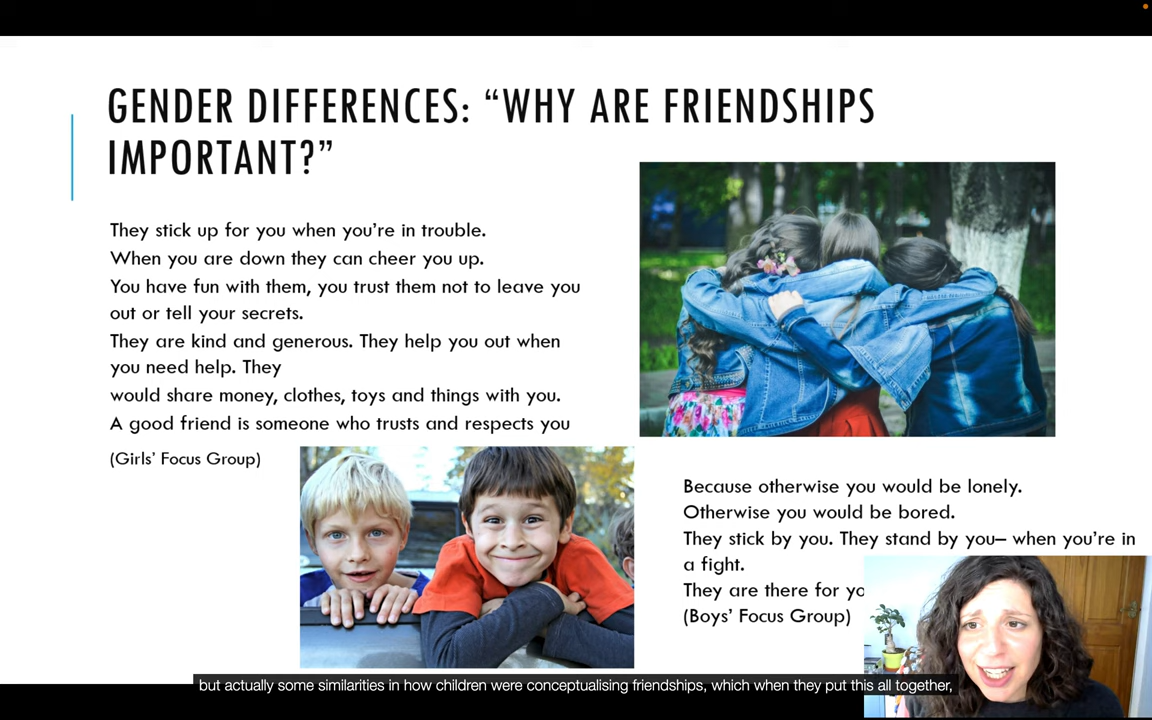 GENDER DIFFERENCES: “WHY ARE FRIENDSHIPS
IMPORTANT?”
They stick up for you when you’re in trouble.
When you are down they can cheer you up.
You have fun with them, you trust them not to leave you
out or tell your secrets.
They are kind and generous. They help you out when
you need help. They
would share money, clothes, toys and things with you.
A good friend is someone who trusts and respects you
(Girls’ Focus Group)
Because otherwise you would be lonely.
Otherwise you would be bored.
They stick by you. They stand by you– when you’re in
a fight.
They are there for yo
(Boys’ Focus Group)
but actually some similarities in how children were conceptualising friendships, which when they put this all together,